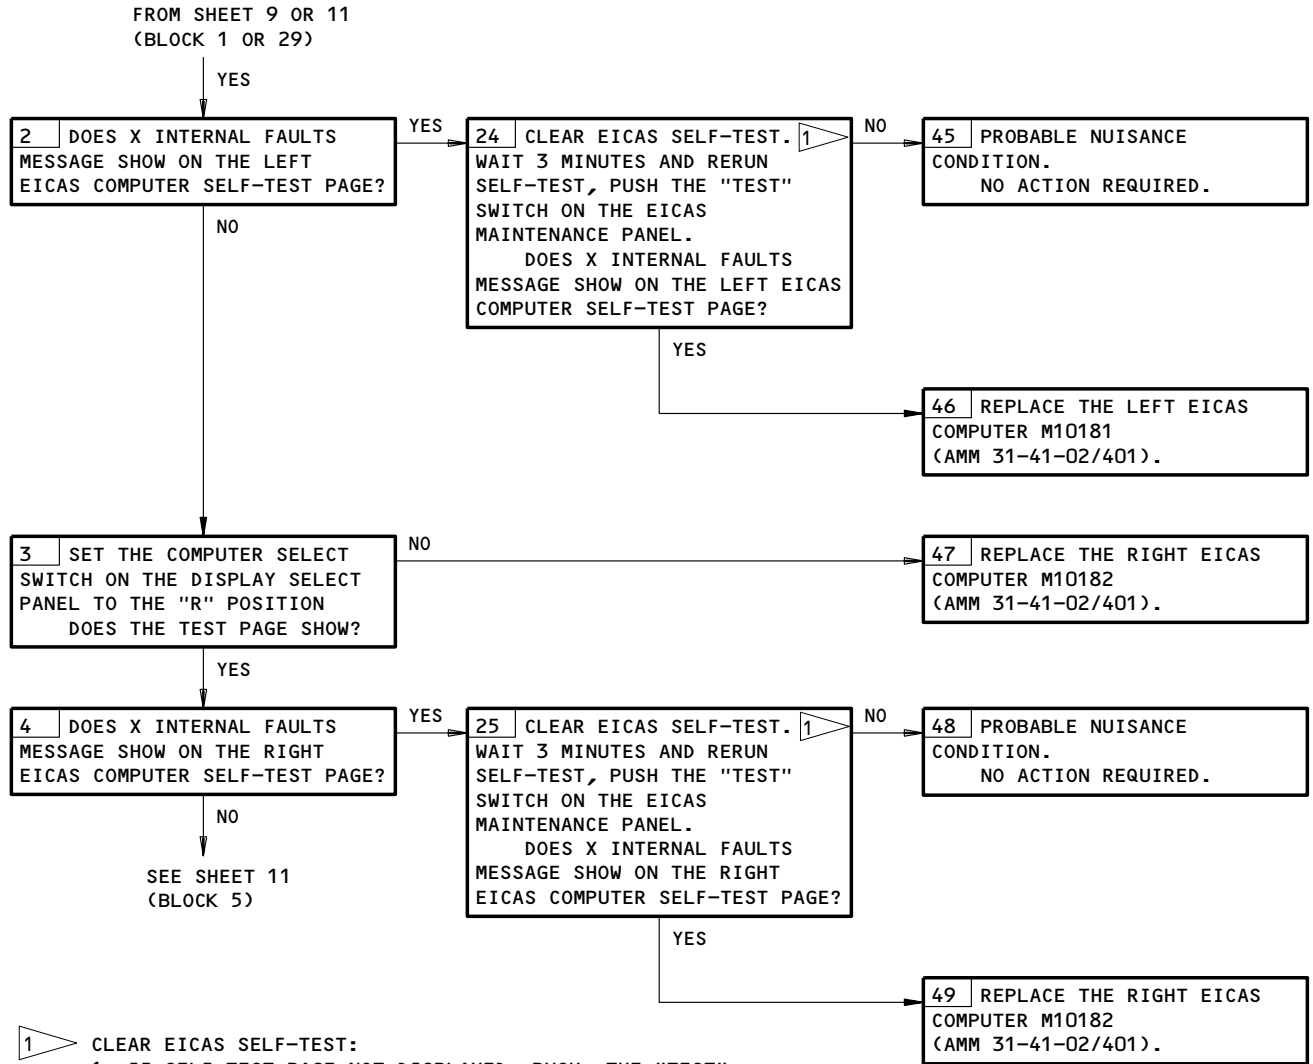 FROM SHEET 9 OR 11
(BLOCK 1 OR 29)
YES
2 DOES X INTERNAL FAULTS
MESSAGE SHOW ON THE LEFT
EICAS COMPUTER SELF-TEST PAGE?
YES
24 CLEAR EICAS SELF-TEST. 1
WAIT 3 MINUTES AND RERUN
SELF-TEST, PUSH THE "TEST"
SWITCH ON THE EICAS
MAINTENANCE PANEL.
DOES X INTERNAL FAULTS
MESSAGE SHOW ON THE LEFT EICAS
COMPUTER SELF-TEST PAGE?
NO
45 PROBABLE NUISANCE
CONDITION.
NO ACTION REQUIRED.
NO
YES
46 REPLACE THE LEFT EICAS
COMPUTER M10181
(AMM 31-41-02/401).
3 SET THE COMPUTER SELECT
SWITCH ON THE DISPLAY SELECT
PANEL TO THE "R" POSITION
DOES THE TEST PAGE SHOW?
NO
47 REPLACE THE RIGHT EICAS
COMPUTER M10182
(AMM 31-41-02/401).
YES
4 DOES X INTERNAL FAULTS
MESSAGE SHOW ON THE RIGHT
EICAS COMPUTER SELF-TEST PAGE?
YES
25 CLEAR EICAS SELF-TEST. 1
WAIT 3 MINUTES AND RERUN
SELF-TEST, PUSH THE "TEST"
SWITCH ON THE EICAS
MAINTENANCE PANEL.
DOES X INTERNAL FAULTS
MESSAGE SHOW ON THE RIGHT
EICAS COMPUTER SELF-TEST PAGE?
NO
48 PROBABLE NUISANCE
CONDITION.
NO ACTION REQUIRED.
NO
SEE SHEET 11
(BLOCK 5)
YES
49 REPLACE THE RIGHT EICAS
COMPUTER M10182
(AMM 31-41-02/401).
1 CLEAR EICAS SELF-TEST: